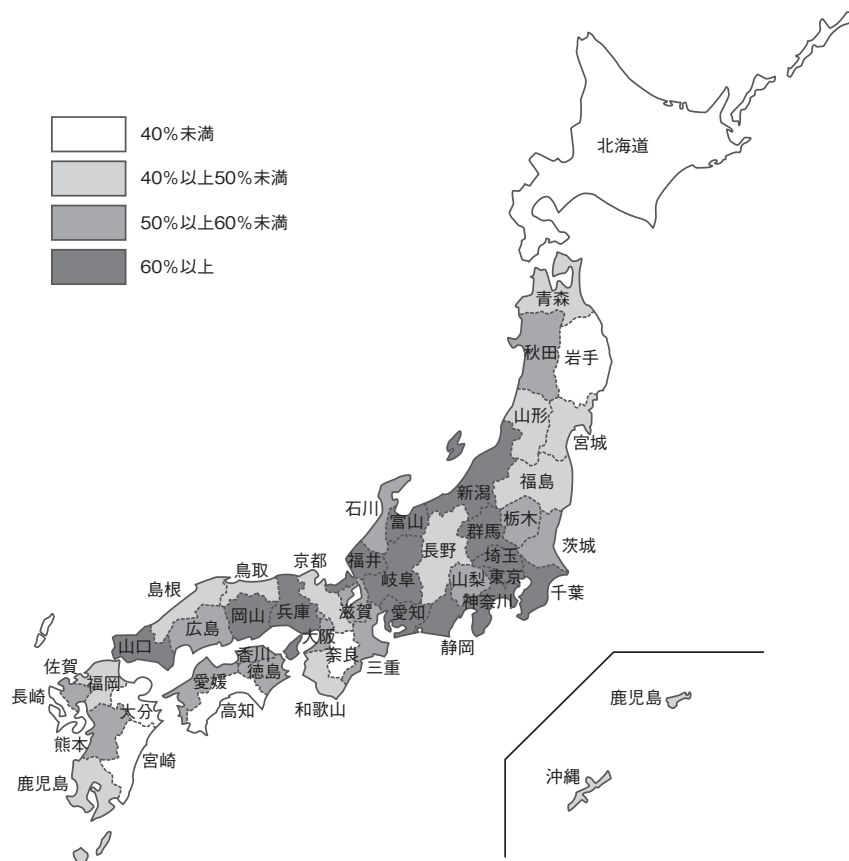 40%未満
40%以上50%未満
50%以上60%未満
60%以上
北海道
青森
秋田
岩手
山形
宮城
新潟
福島
石川
富山
群馬
栃木
長野
茨城
福井
岐阜
埼玉
山梨
東京
千葉
神奈川
京都
鳥取
島根
滋賀
愛知
静岡
岡山
兵庫
広島
大阪
奈良
三重
山口
香川
徳島
愛媛
高知
和歌山
佐賀
福岡
長崎
大分
熊本
宮崎
鹿児島
鹿児島
沖縄